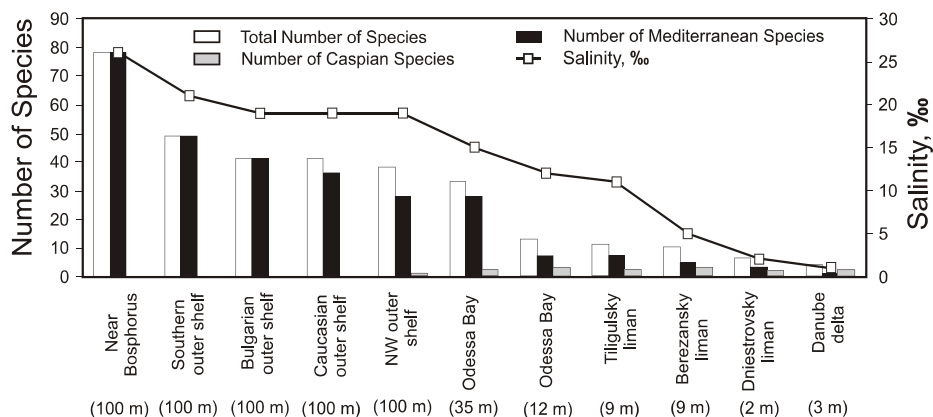 90
80
70
60
50
40
30
20
10
0
Number of Species
Total Number of Species
Number of Mediterranean Species
Number of Caspian Species
Salinity, ‰
30
25
20
15
10
5
0
Salinity, ‰
Near
Bosphorus
Southern
outer shelf
Bulgarian
outer shelf
Caucasian
outer shelf
NW outer
shelf
Odessa Bay
Odessa Bay
Tiligulsky
liman
Berezansky
liman
Dniestrovsky
liman
Danube
delta
(100 m) (100 m) (100 m) (100 m) (100 m) (35 m) (12 m) (9 m) (9 m) (2 m) (3 m)